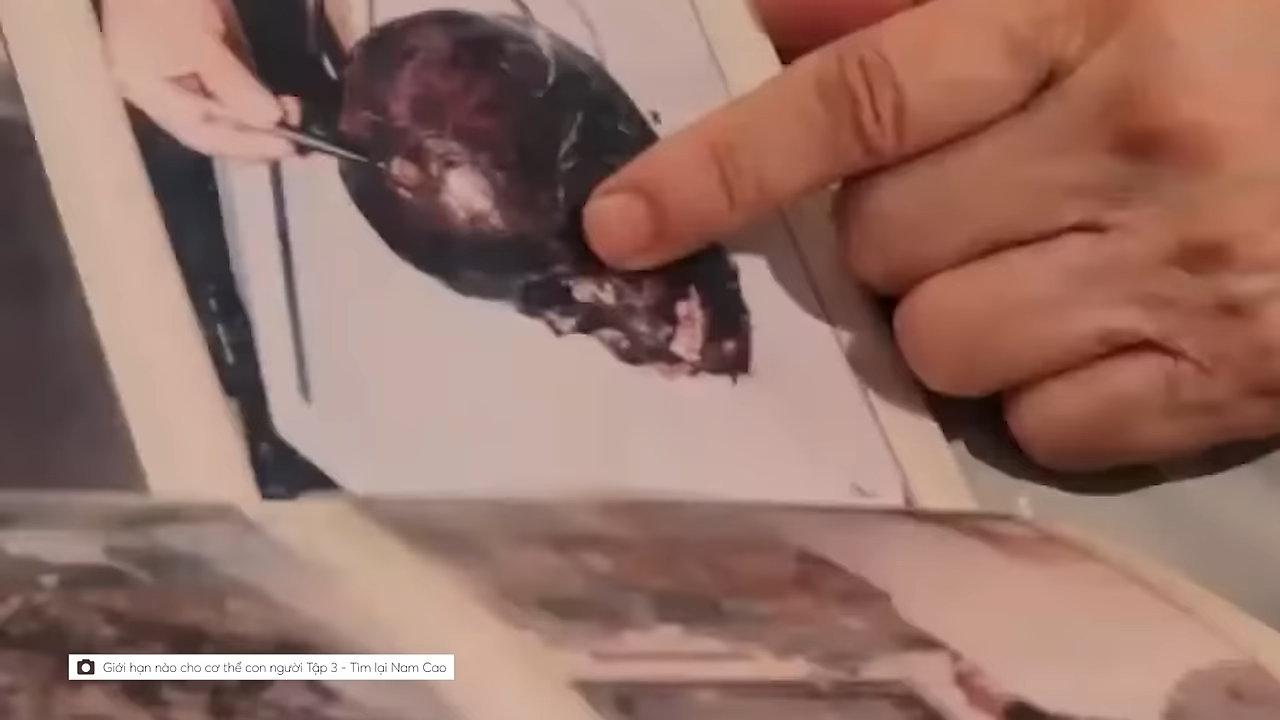 Giới hạn nào cho cơ thể con người Tập 3 - Tìm lại Nam Cao